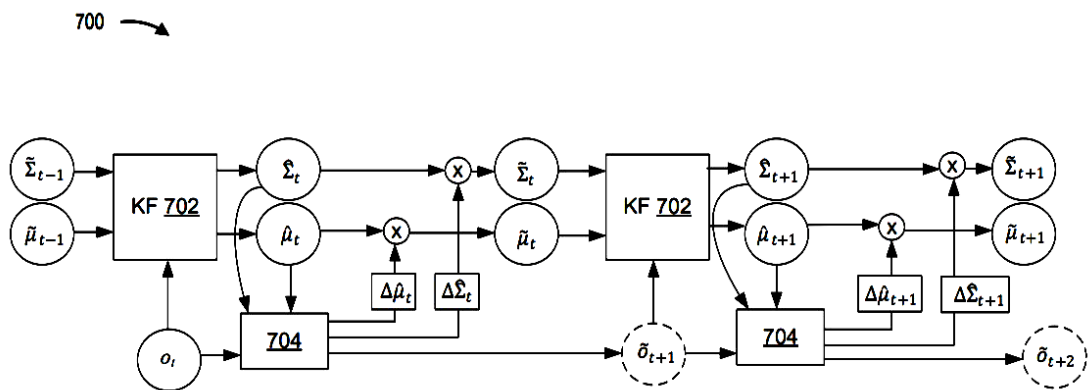 700
Σ̃ₜ₋₁ Σ̂ₜ x Σ̃ₜ Σ̂ₜ₊₁ x Σ̃ₜ₊₁
KF 702 KF 702
μ̃ₜ₋₁ μ̂ₜ x μ̃ₜ μ̂ₜ₊₁ x μ̃ₜ₊₁
Δμ̂ₜ ΔΣ̂ₜ Δμ̂ₜ₊₁ ΔΣ̂ₜ₊₁
704 704
oₜ õₜ₊₁ õₜ₊₂